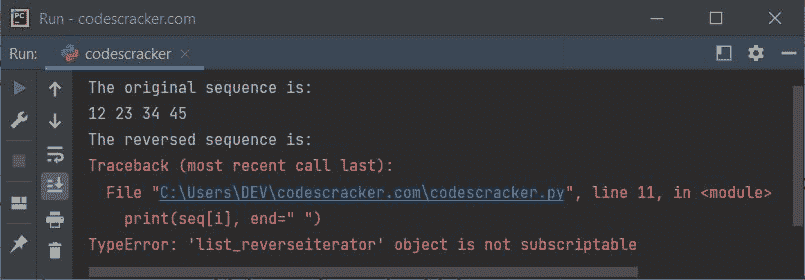 PC
Run - codescracker.com
Run: codescracker
The original sequence is:
12 23 34 45
The reversed sequence is:
Traceback (most recent call last):
File "C:\Users\DEV\codescracker.com\codescracker.py", line 11, in <module>
print(seq[i], end=" ")
TypeError: 'list_reverseiterator' object is not subscriptable